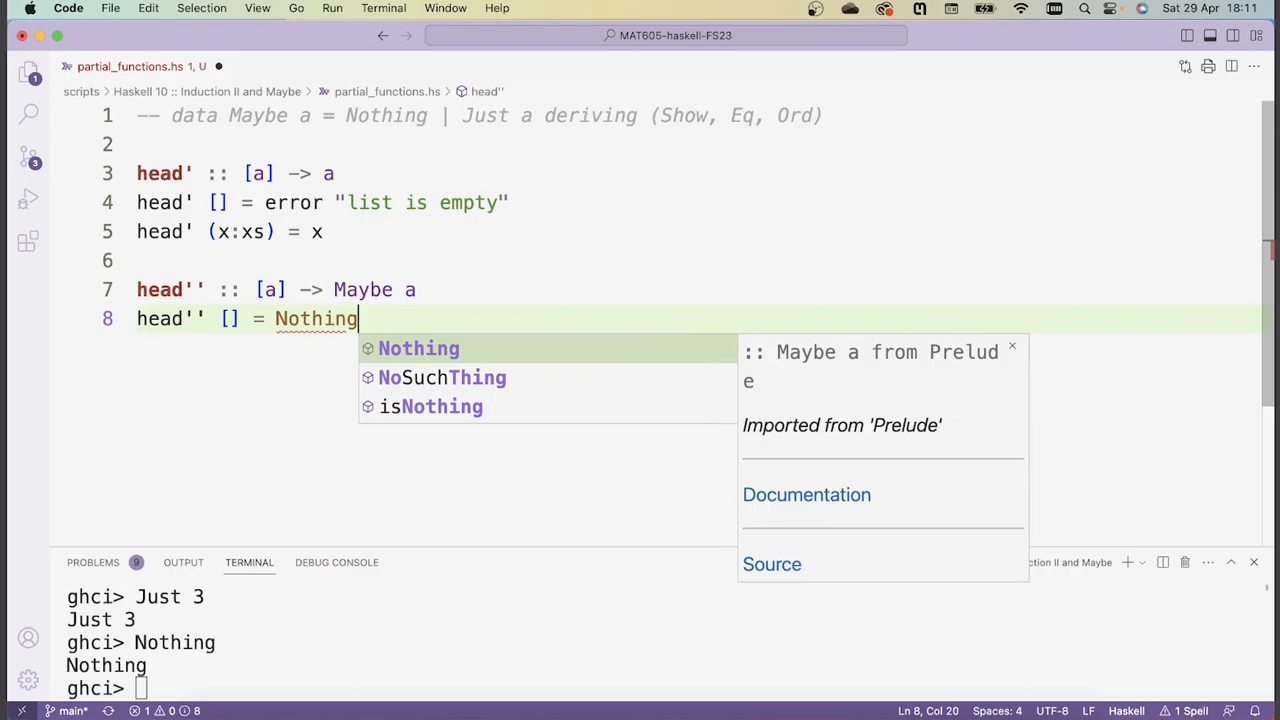 Code File Edit Selection View Go Run Terminal Window Help Sat 29 Apr 18:11
MAT605-haskell-FS23
partial_functions.hs 1, U
scripts > Haskell 10 :: Induction II and Maybe > partial_functions.hs > head''
1 -- data Maybe a = Nothing | Just a deriving (Show, Eq, Ord)
2
3 head' :: [a] -> a
4 head' [] = error "list is empty"
5 head' (x:xs) = x
6
7 head'' :: [a] -> Maybe a
8 head'' [] = Nothing
Nothing
NoSuchThing
isNothing
:: Maybe a from Prelud
e
Imported from 'Prelude'
Documentation
Source
PROBLEMS 9 OUTPUT TERMINAL DEBUG CONSOLE
ction II and Maybe
ghci> Just 3
Just 3
ghci> Nothing
Nothing
ghci>
1
3
main* 1 0 8 Ln 8, Col 20 Spaces: 4 UTF-8 LF Haskell 1 Spell